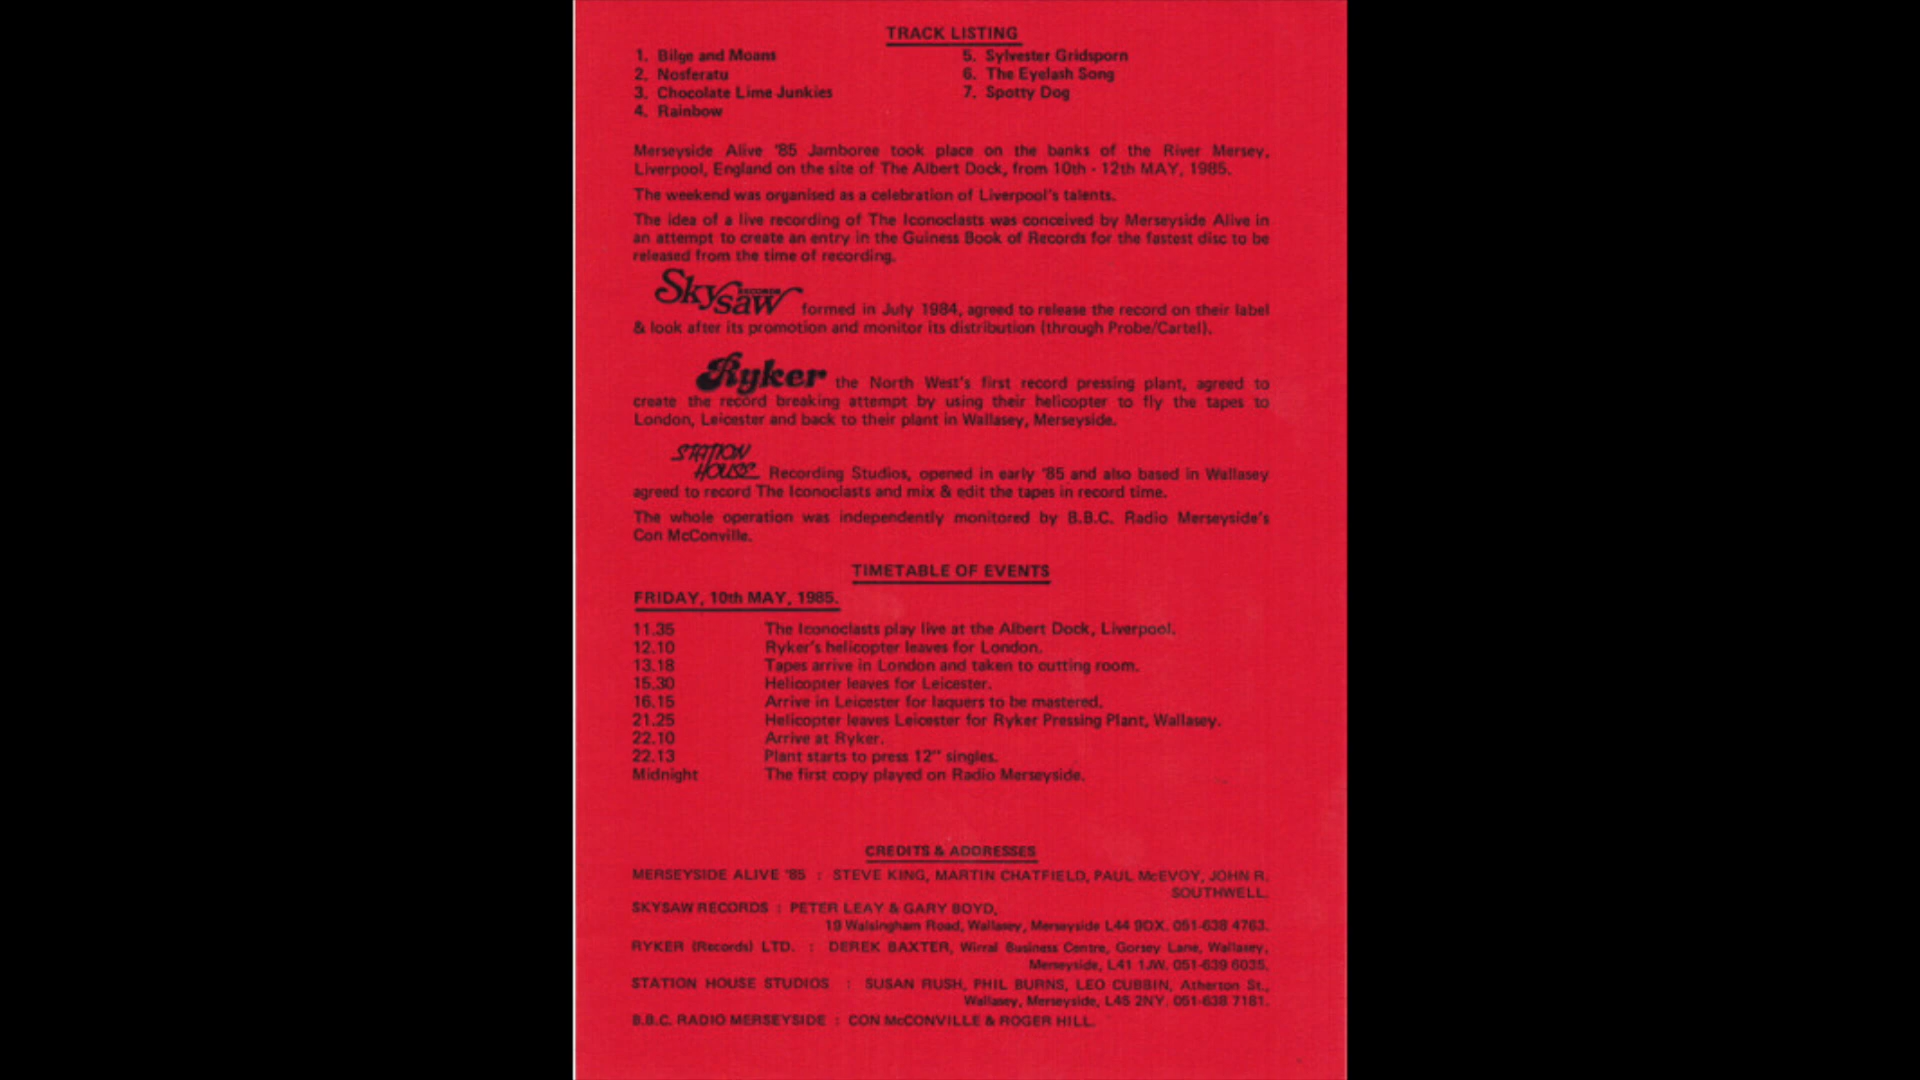 TRACK LISTING
1. Bilge and Moans
2. Nosferatu
3. Chocolate Lime Junkies
4. Rainbow
5. Sylvester Gridsporn
6. The Eyelash Song
7. Spotty Dog
Merseyside Alive '85 Jamboree took place on the banks of the River Mersey,
Liverpool, England on the site of The Albert Dock, from 10th - 12th MAY, 1985.
The weekend was organised as a celebration of Liverpool's talents.
The idea of a live recording of The Iconoclasts was conceived by Merseyside Alive in
an attempt to create an entry in the Guiness Book of Records for the fastest disc to be
released from the time of recording.
Skysaw RECORDS formed in July 1984, agreed to release the record on their label
& look after its promotion and monitor its distribution (through Probe/Cartel).
Ryker the North West's first record pressing plant, agreed to
create the record breaking attempt by using their helicopter to fly the tapes to
London, Leicester and back to their plant in Wallasey, Merseyside.
STATION
HOUSE Recording Studios, opened in early '85 and also based in Wallasey
agreed to record The Iconoclasts and mix & edit the tapes in record time.
The whole operation was independently monitored by B.B.C. Radio Merseyside's
Con McConville.
TIMETABLE OF EVENTS
FRIDAY, 10th MAY, 1985.
11.35 The Iconoclasts play live at the Albert Dock, Liverpool.
12.10 Ryker's helicopter leaves for London.
13.18 Tapes arrive in London and taken to cutting room.
15.30 Helicopter leaves for Leicester.
16.15 Arrive in Leicester for laquers to be mastered.
21.25 Helicopter leaves Leicester for Ryker Pressing Plant, Wallasey.
22.10 Arrive at Ryker.
22.13 Plant starts to press 12" singles.
Midnight The first copy played on Radio Merseyside.
CREDITS & ADDRESSES
MERSEYSIDE ALIVE '85 : STEVE KING, MARTIN CHATFIELD, PAUL McEVOY, JOHN R.
SOUTHWELL.
SKYSAW RECORDS : PETER LEAY & GARY BOYD,
19 Walsingham Road, Wallasey, Merseyside L44 9DX. 051-638 4763.
RYKER (Records) LTD. : DEREK BAXTER, Wirral Business Centre, Gorsey Lane, Wallasey,
Merseyside, L41 1JW. 051-639 6035.
STATION HOUSE STUDIOS : SUSAN RUSH, PHIL BURNS, LEO CUBBIN, Atherton St.,
Wallasey, Merseyside, L45 2NY. 051-638 7181.
B.B.C. RADIO MERSEYSIDE : CON McCONVILLE & ROGER HILL.